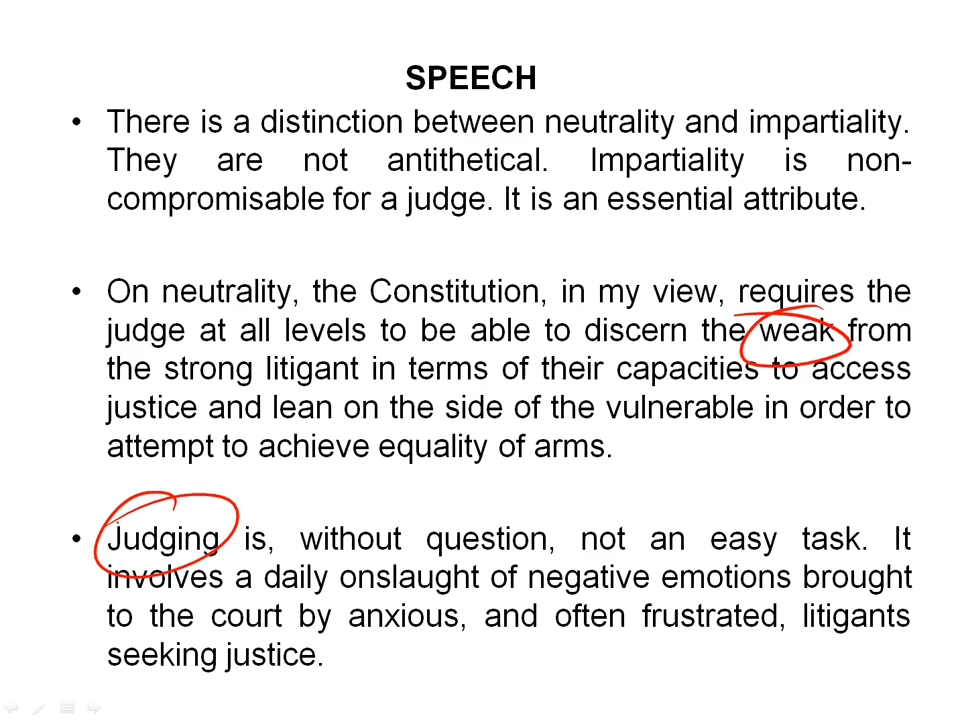 SPEECH
• There is a distinction between neutrality and impartiality.
They are not antithetical. Impartiality is non-
compromisable for a judge. It is an essential attribute.
• On neutrality, the Constitution, in my view, requires the
judge at all levels to be able to discern the weak from
the strong litigant in terms of their capacities to access
justice and lean on the side of the vulnerable in order to
attempt to achieve equality of arms.
• Judging is, without question, not an easy task. It
involves a daily onslaught of negative emotions brought
to the court by anxious, and often frustrated, litigants
seeking justice.